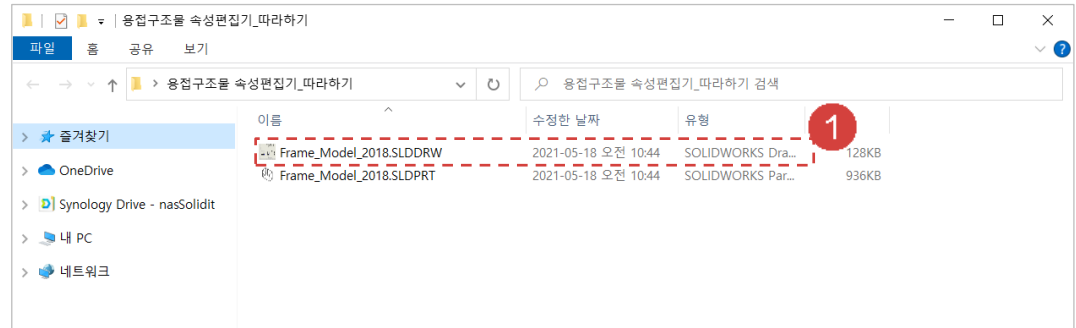 용접구조물 속성편집기_따라하기
파일 홈 공유 보기
용접구조물 속성편집기_따라하기
용접구조물 속성편집기_따라하기 검색
이름 수정한 날짜 유형
1
즐겨찾기
OneDrive
Synology Drive - nasSolidit
내 PC
네트워크
Frame_Model_2018.SLDDRW 2021-05-18 오전 10:44 SOLIDWORKS Dra... 128KB
Frame_Model_2018.SLDPRT 2021-05-18 오전 10:44 SOLIDWORKS Par... 936KB